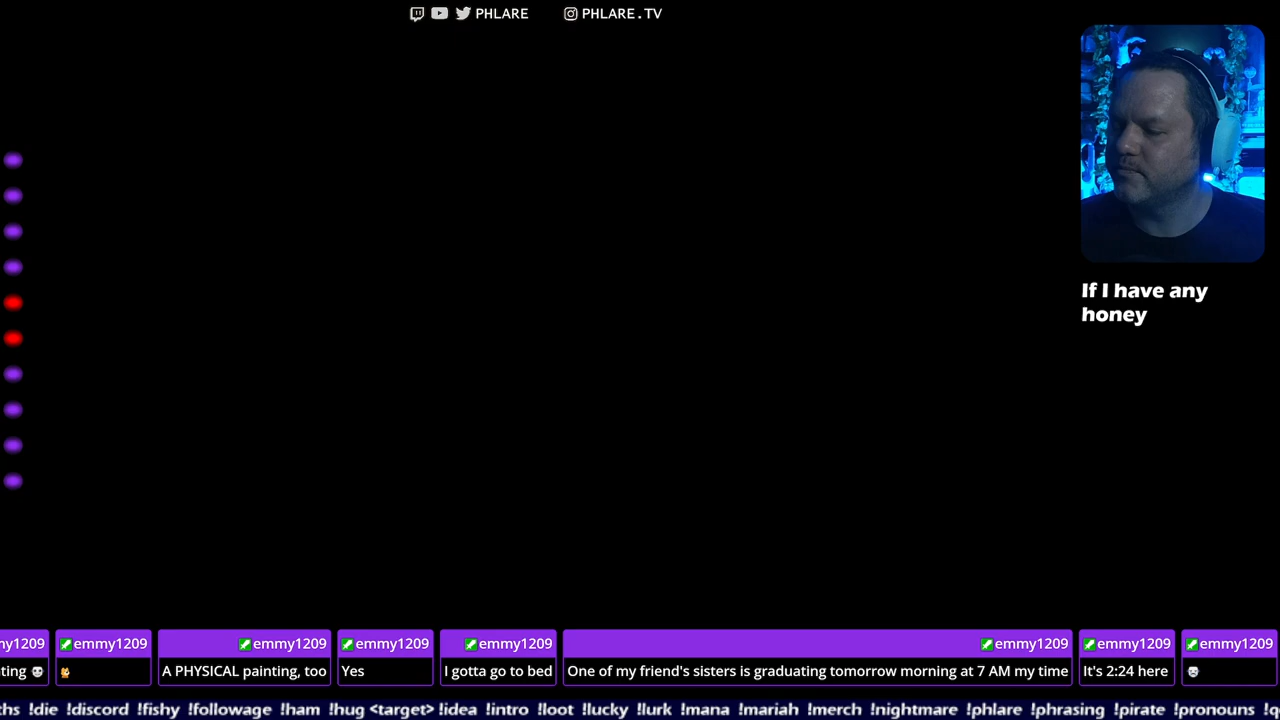 PHLARE PHLARE.TV
If I have any
honey
my1209 emmy1209 emmy1209 emmy1209 emmy1209 emmy1209 emmy1209 emmy1209
ting A PHYSICAL painting, too Yes I gotta go to bed One of my friend's sisters is graduating tomorrow morning at 7 AM my time It's 2:24 here
ths !die !discord !fishy !followage !ham !hug <target> !idea !intro !loot !lucky !lurk !mana !mariah !merch !nightmare !phlare !phrasing !pirate !pronouns